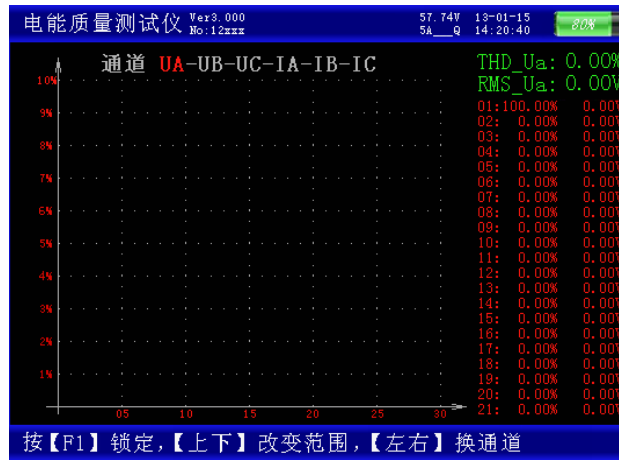 电能质量测试仪 Ver3.000 57.74V 13-01-15 80%
No:12xxx 5A__Q 14:20:40
通道 UA-UB-UC-IA-IB-IC
THD_Ua: 0.00%
RMS_Ua: 0.00V
10%
9%
8%
7%
6%
5%
4%
3%
2%
1%
05 10 15 20 25 30
01:100.00% 0.00V
02: 0.00% 0.00V
03: 0.00% 0.00V
04: 0.00% 0.00V
05: 0.00% 0.00V
06: 0.00% 0.00V
07: 0.00% 0.00V
08: 0.00% 0.00V
09: 0.00% 0.00V
10: 0.00% 0.00V
11: 0.00% 0.00V
12: 0.00% 0.00V
13: 0.00% 0.00V
14: 0.00% 0.00V
15: 0.00% 0.00V
16: 0.00% 0.00V
17: 0.00% 0.00V
18: 0.00% 0.00V
19: 0.00% 0.00V
20: 0.00% 0.00V
21: 0.00% 0.00V
按【F1】锁定,【上下】改变范围,【左右】换通道